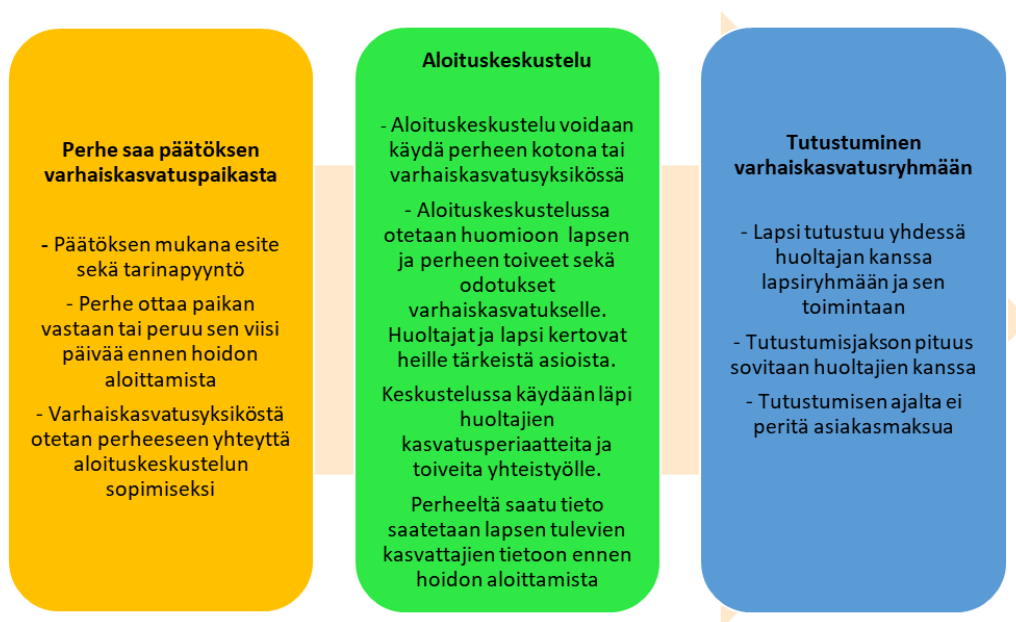 Perhe saa päätöksen
varhaiskasvatuspaikasta
- Päätöksen mukana esite
sekä tarinapyyntö
- Perhe ottaa paikan
vastaan tai peruu sen viisi
päivää ennen hoidon
aloittamista
- Varhaiskasvatusyksiköstä
otetan perheeseen yhteyttä
aloituskeskustelun
sopimiseksi
Aloituskeskustelu
- Aloituskeskustelu voidaan
käydä perheen kotona tai
varhaiskasvatusyksikössä
- Aloituskeskustelussa
otetaan huomioon lapsen
ja perheen toiveet sekä
odotukset
varhaiskasvatukselle.
Huoltajat ja lapsi kertovat
heille tärkeistä asioista.
Keskustelussa käydään läpi
huoltajien
kasvatusperiaatteita ja
toiveita yhteistyölle.
Perheeltä saatu tieto
saatetaan lapsen tulevien
kasvattajien tietoon ennen
hoidon aloittamista
Tutustuminen
varhaiskasvatusryhmään
- Lapsi tutustuu yhdessä
huoltajan kanssa
lapsiryhmään ja sen
toimintaan
- Tutustumisjakson pituus
sovitaan huoltajien kanssa
- Tutustumisen ajalta ei
peritä asiakasmaksua